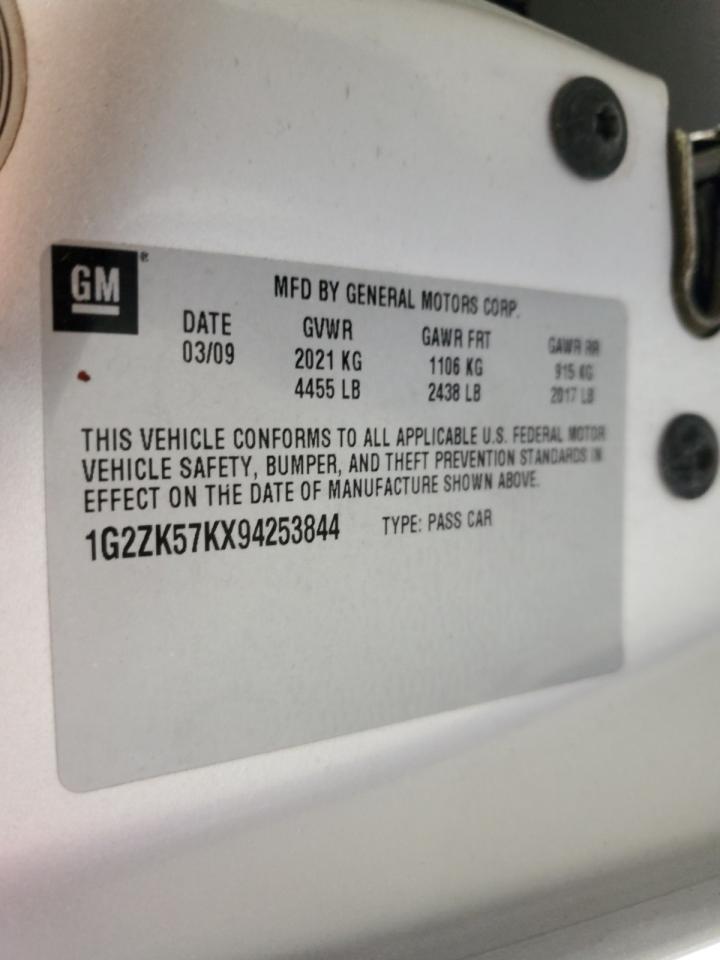 GM®
MFD BY GENERAL MOTORS CORP.
DATE GVWR GAWR FRT GAWR RR
03/09 2021 KG 1106 KG 915 KG
4455 LB 2438 LB 2017 LB
THIS VEHICLE CONFORMS TO ALL APPLICABLE U.S. FEDERAL MOTOR
VEHICLE SAFETY, BUMPER, AND THEFT PREVENTION STANDARDS IN
EFFECT ON THE DATE OF MANUFACTURE SHOWN ABOVE.
1G2ZK57KX94253844 TYPE: PASS CAR